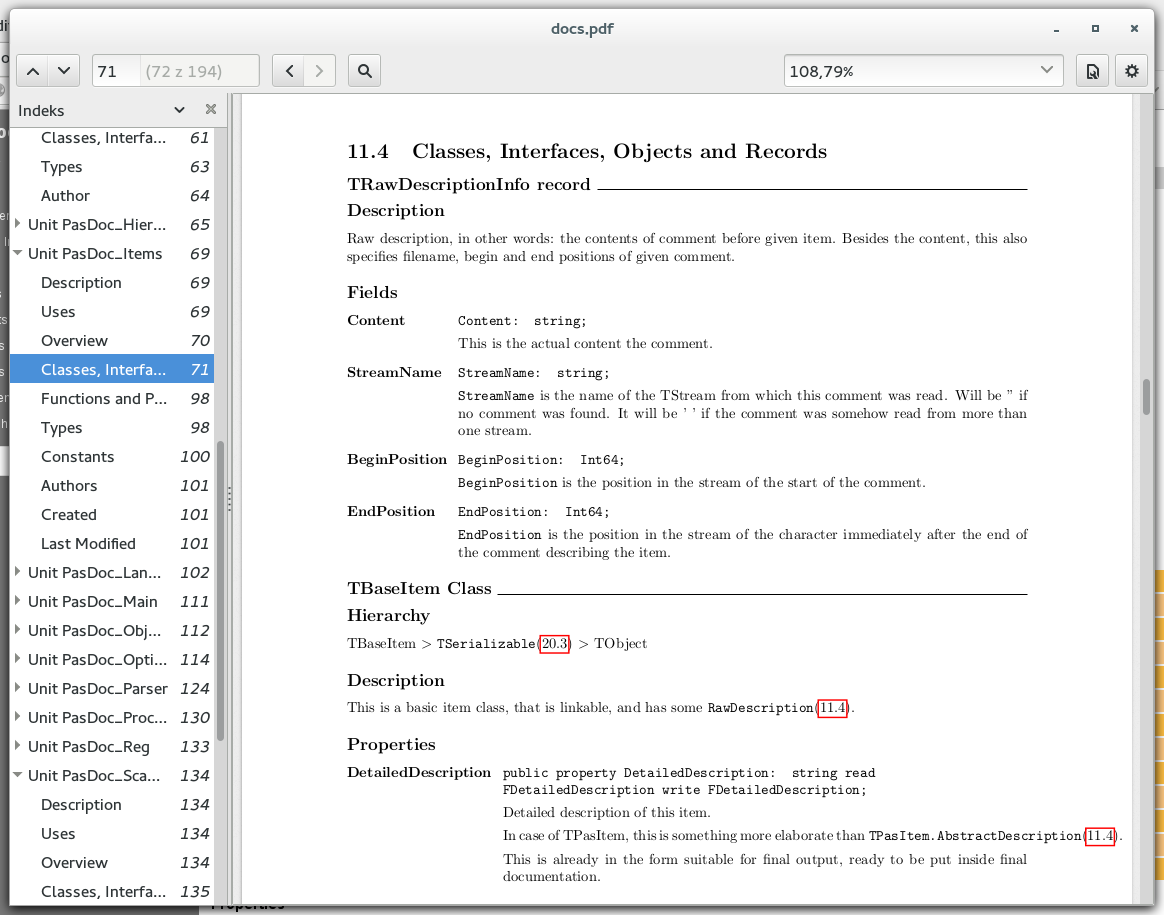 docs.pdf
71 (72 z 194)
108,79%
Indeks
Classes, Interfa... 61
Types 63
Author 64
Unit PasDoc_Hier... 65
Unit PasDoc_Items 69
Description 69
Uses 69
Overview 70
Classes, Interfa... 71
Functions and P... 98
Types 98
Constants 100
Authors 101
Created 101
Last Modified 101
Unit PasDoc_Lan... 102
Unit PasDoc_Main 111
Unit PasDoc_Obj... 112
Unit PasDoc_Opti... 114
Unit PasDoc_Parser 124
Unit PasDoc_Proc... 130
Unit PasDoc_Reg 133
Unit PasDoc_Sca... 134
Description 134
Uses 134
Overview 134
Classes, Interfa... 135
11.4 Classes, Interfaces, Objects and Records
TRawDescriptionInfo record
Description
Raw description, in other words: the contents of comment before given item. Besides the content, this also
specifies filename, begin and end positions of given comment.
Fields
Content Content: string;
This is the actual content the comment.
StreamName StreamName: string;
StreamName is the name of the TStream from which this comment was read. Will be ” if
no comment was found. It will be ’ ’ if the comment was somehow read from more than
one stream.
BeginPosition BeginPosition: Int64;
BeginPosition is the position in the stream of the start of the comment.
EndPosition EndPosition: Int64;
EndPosition is the position in the stream of the character immediately after the end of
the comment describing the item.
TBaseItem Class
Hierarchy
TBaseItem > TSerializable(20.3) > TObject
Description
This is a basic item class, that is linkable, and has some RawDescription(11.4).
Properties
DetailedDescription public property DetailedDescription: string read
FDetailedDescription write FDetailedDescription;
Detailed description of this item.
In case of TPasItem, this is something more elaborate than TPasItem.AbstractDescription(11.4).
This is already in the form suitable for final output, ready to be put inside final
documentation.